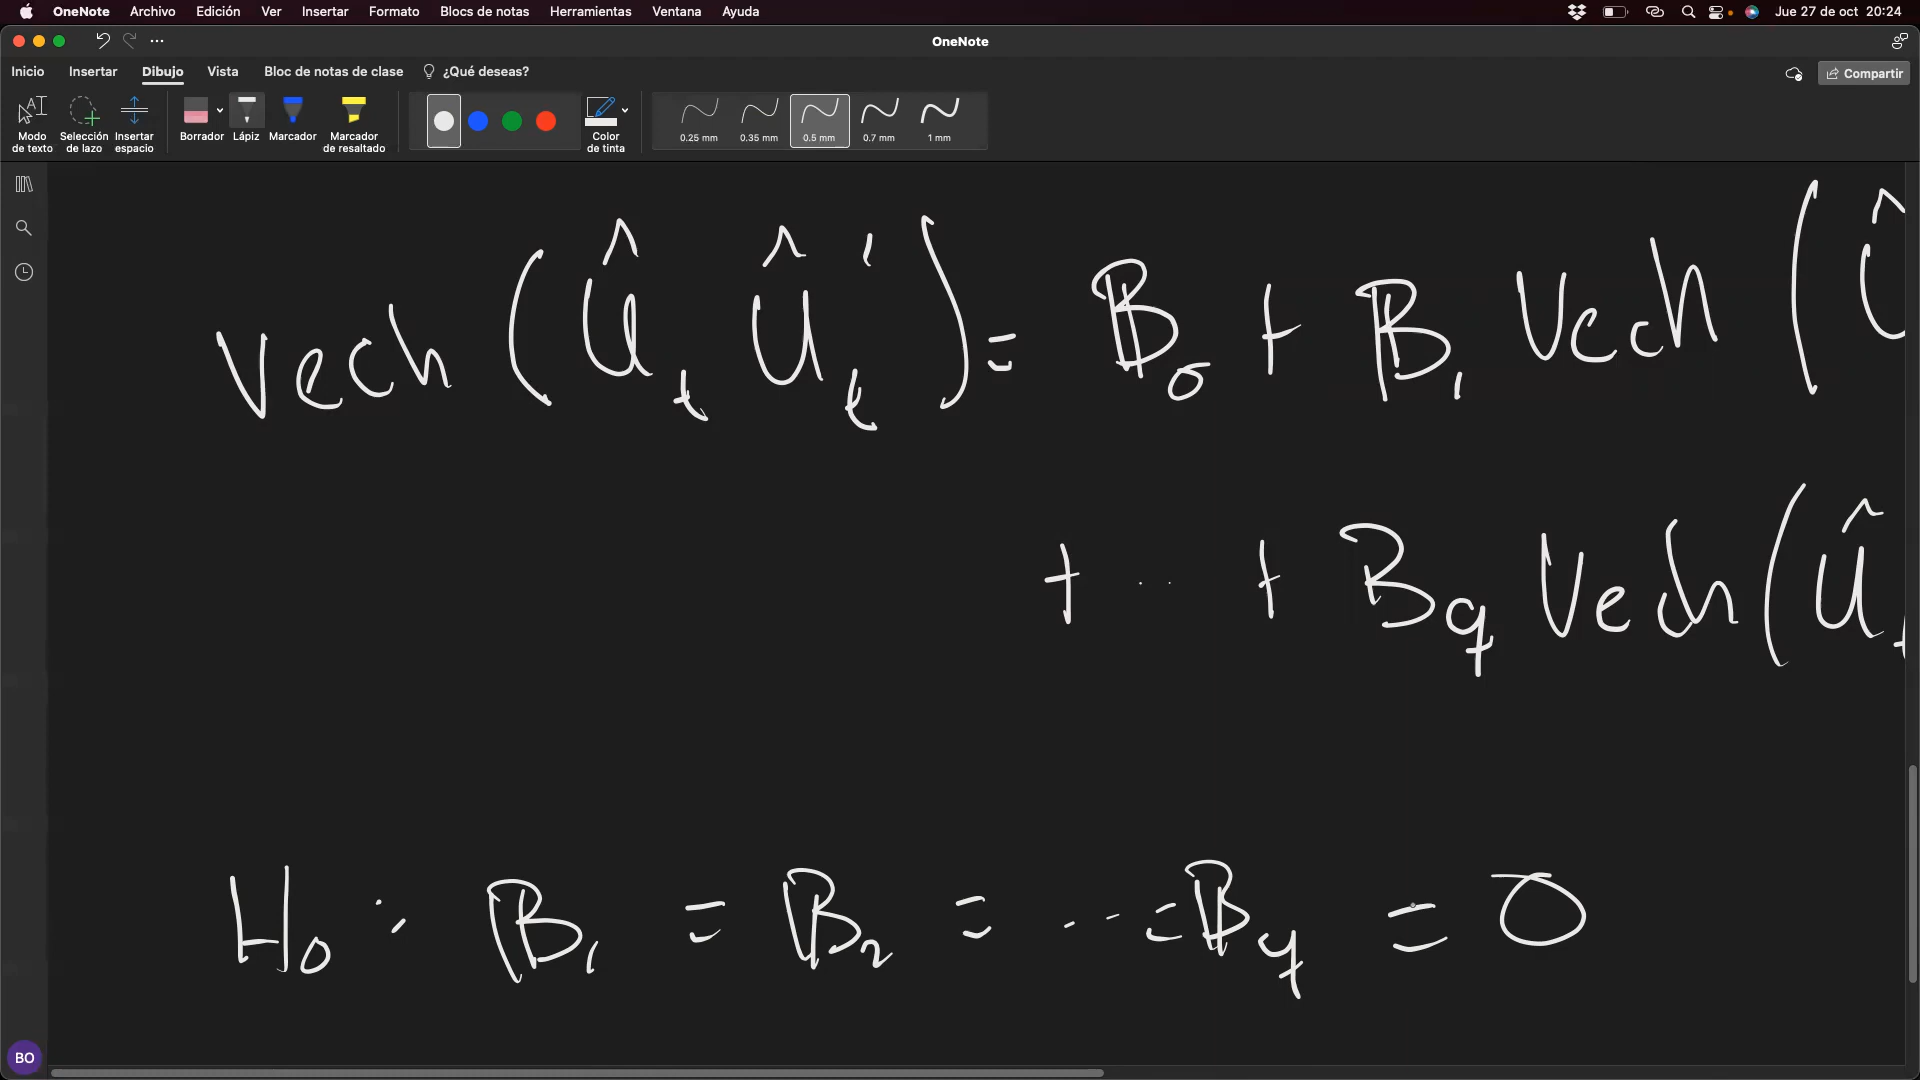 OneNote Archivo Edición Ver Insertar Formato Blocs de notas Herramientas Ventana Ayuda Jue 27 de oct 20:24
OneNote
Inicio Insertar Dibujo Vista Bloc de notas de clase ¿Qué deseas? Compartir
Modo de texto
Selección de lazo
Insertar espacio
Borrador
Lápiz
Marcador
Marcador de resaltado
Color de tinta
0.25 mm
0.35 mm
0.5 mm
0.7 mm
1 mm
Vech (Û_t Û_t') = B_0 + B_1 Vech (Û
+ ·· + B_q Vech (Û_t
H_0 : B_1 = B_2 = ··· = B_q = 0
BO